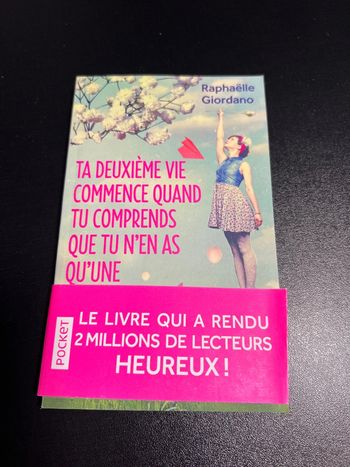 Raphaëlle
Giordano
TA DEUXIÈME VIE
COMMENCE QUAND
TU COMPRENDS
QUE TU N'EN AS
QU'UNE
POCKET
LE LIVRE QUI A RENDU
2 MILLIONS DE LECTEURS
HEUREUX !